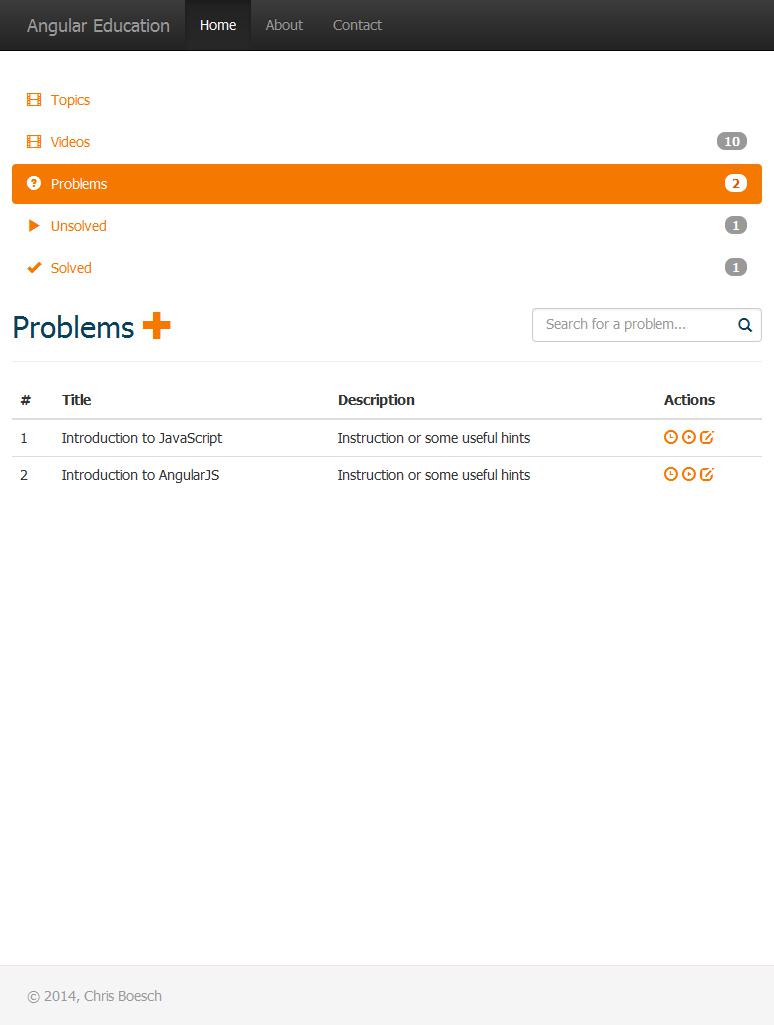 Angular Education Home About Contact
Topics
Videos 10
Problems 2
Unsolved 1
Solved 1
Problems Search for a problem...
# Title Description Actions
1 Introduction to JavaScript Instruction or some useful hints
2 Introduction to AngularJS Instruction or some useful hints
© 2014, Chris Boesch